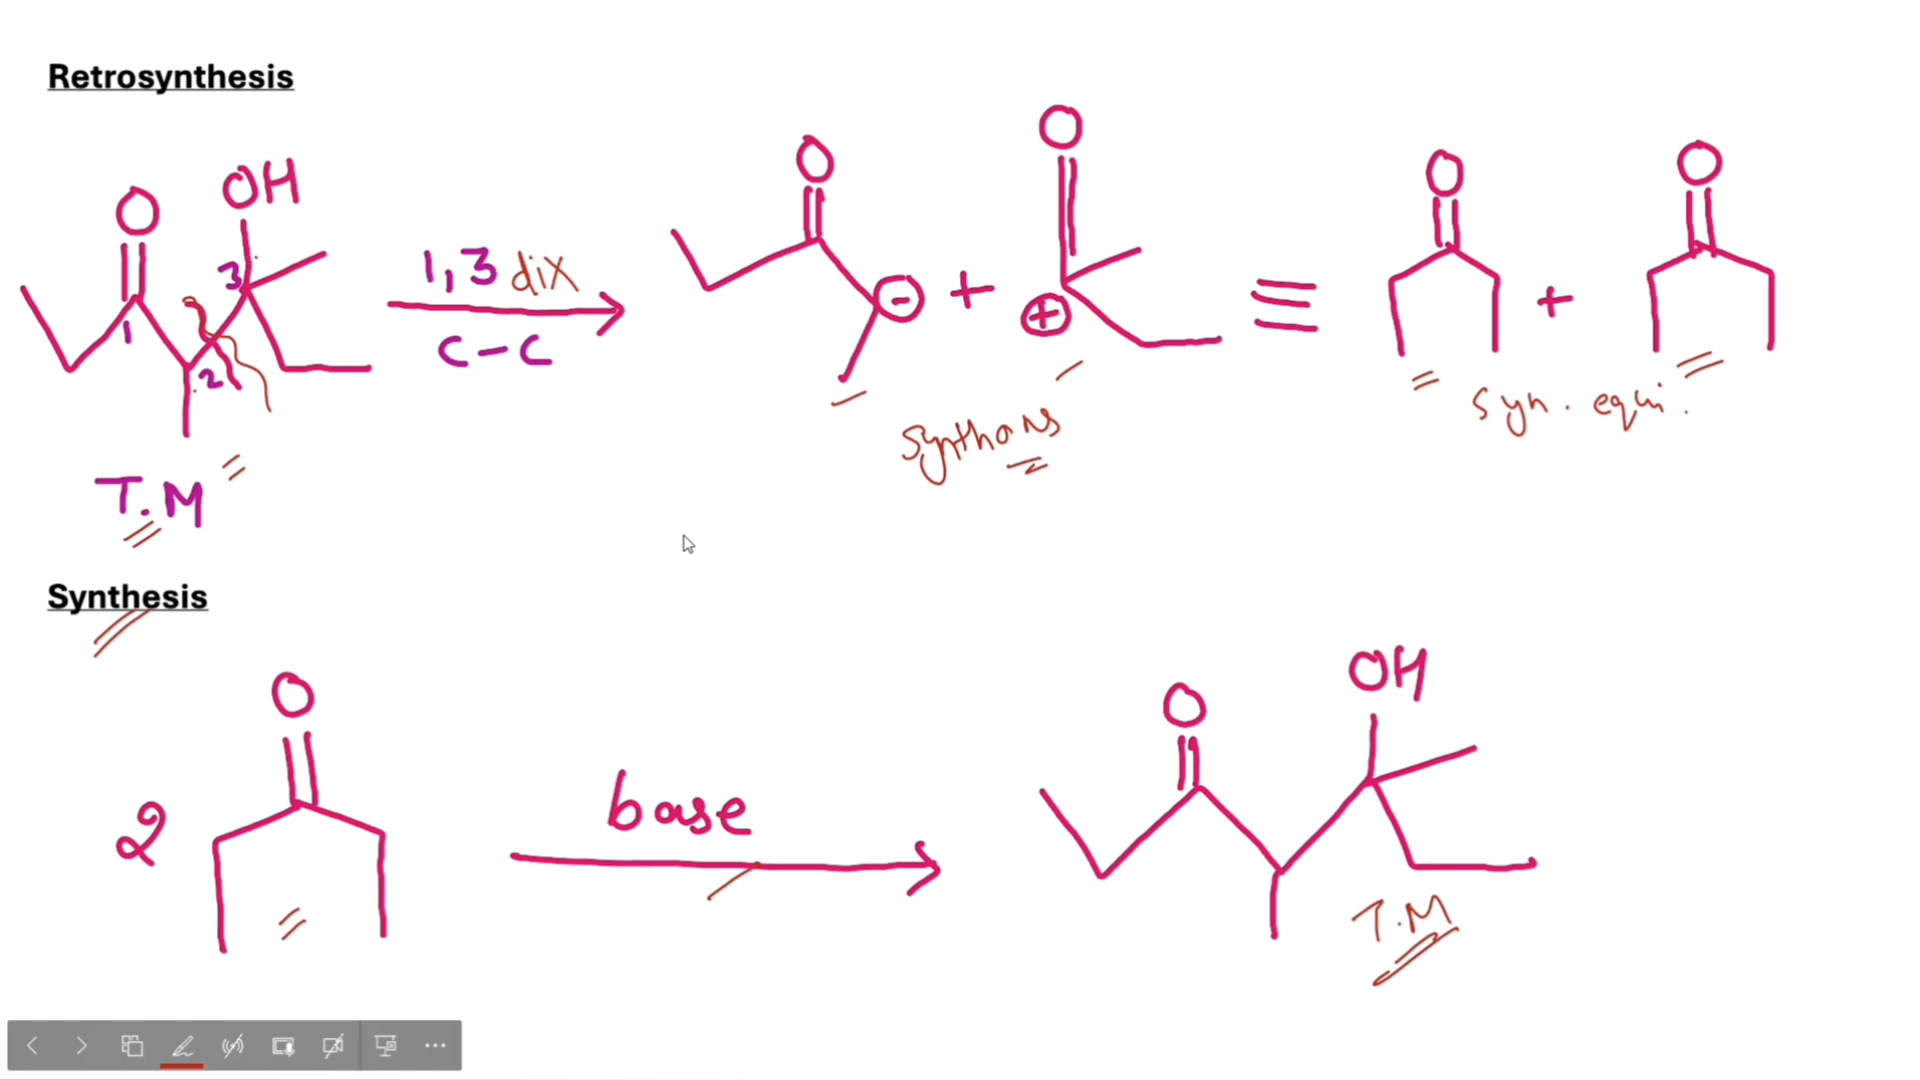 Retrosynthesis
O OH
1 2 3
T.M
1,3 diX
C-C
O
⊖ + ⊕
O
synthons
≡
O + O
Syn. equi.
Synthesis
2
O
base
O OH
T.M